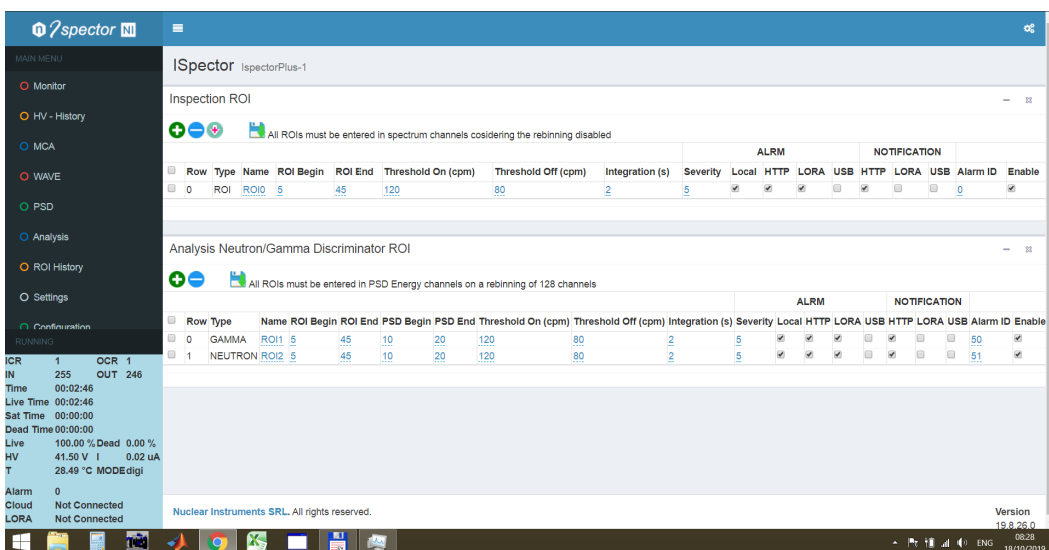 n ?spector NI
MAIN MENU
Monitor
HV - History
MCA
WAVE
PSD
Analysis
ROI History
Settings
Configuration
RUNNING
ICR 1 OCR 1
IN 255 OUT 246
Time 00:02:46
Live Time 00:02:46
Sat Time 00:00:00
Dead Time 00:00:00
Live 100.00 % Dead 0.00 %
HV 41.50 V I 0.02 uA
T 28.49 °C MODE digi
Alarm 0
Cloud Not Connected
LORA Not Connected
ISpector IspectorPlus-1
Inspection ROI
All ROIs must be entered in spectrum channels cosidering the rebinning disabled
ALRM NOTIFICATION
Row Type Name ROI Begin ROI End Threshold On (cpm) Threshold Off (cpm) Integration (s) Severity Local HTTP LORA USB HTTP LORA USB Alarm ID Enable
0 ROI ROI0 5 45 120 80 2 5 0
Analysis Neutron/Gamma Discriminator ROI
All ROIs must be entered in PSD Energy channels on a rebinning of 128 channels
ALRM NOTIFICATION
Row Type Name ROI Begin ROI End PSD Begin PSD End Threshold On (cpm) Threshold Off (cpm) Integration (s) Severity Local HTTP LORA USB HTTP LORA USB Alarm ID Enable
0 GAMMA ROI1 5 45 10 20 120 80 2 5 50
1 NEUTRON ROI2 5 45 10 20 120 80 2 5 51
Nuclear Instruments SRL. All rights reserved.
Version
19.8.26.0
ENG
08:28
18/10/2019